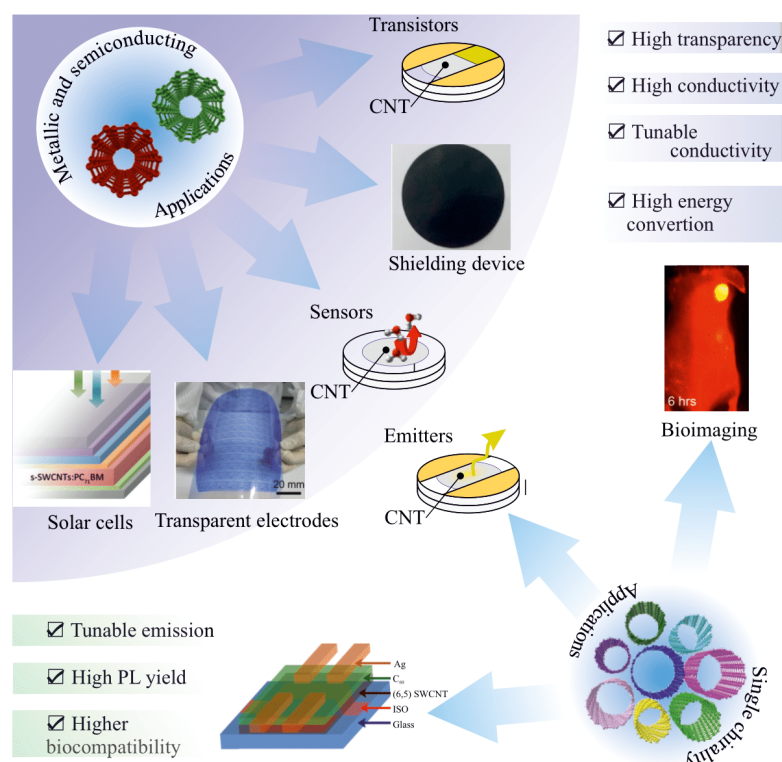 Metallic and semiconducting
Applications
Transistors
CNT
Shielding device
Sensors
CNT
s-SWCNTs:PC71BM
Solar cells
20 mm
Transparent electrodes
Emitters
CNT
☑ High transparency
☑ High conductivity
☑ Tunable
conductivity
☑ High energy
convertion
6 hrs
Bioimaging
Applications
Single chirality
☑ Tunable emission
☑ High PL yield
☑ Higher
biocompatibility
Ag
C60
(6,5) SWCNT
ISO
Glass